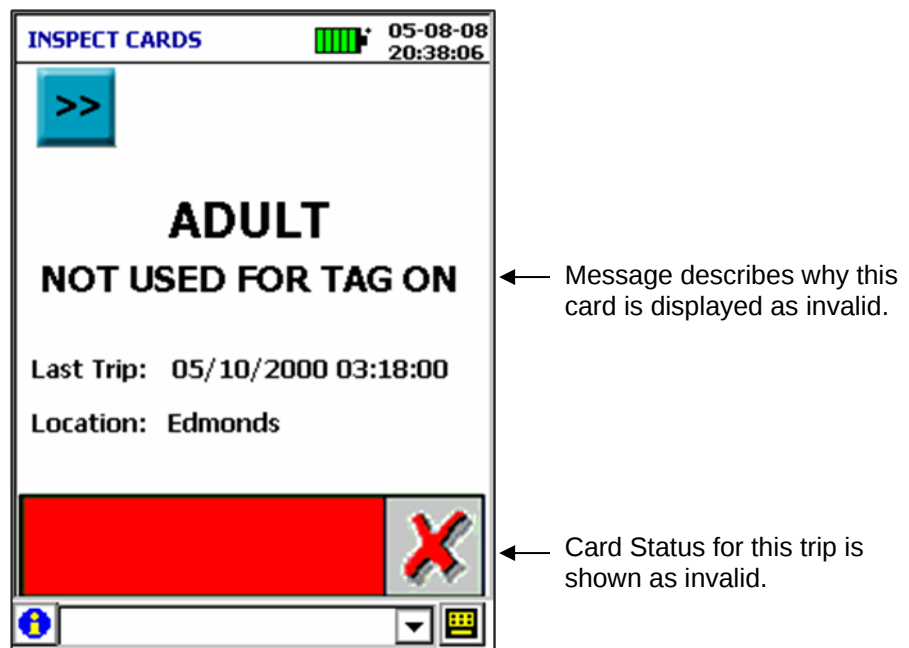 INSPECT CARDS
05-08-08
20:38:06
>>
ADULT
NOT USED FOR TAG ON
Message describes why this
card is displayed as invalid.
Last Trip: 05/10/2000 03:18:00
Location: Edmonds
Card Status for this trip is
shown as invalid.